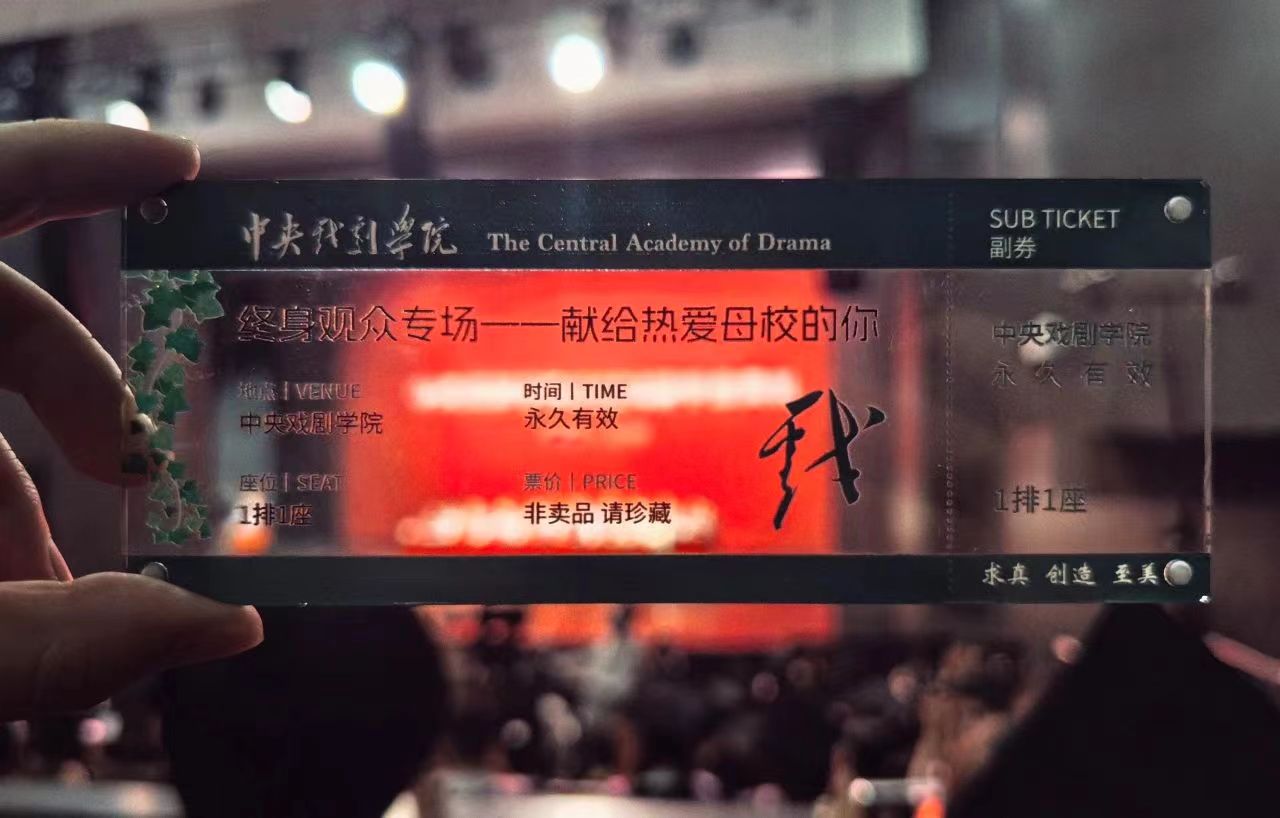 中央戏剧学院 The Central Academy of Drama
SUB TICKET
副券
终身观众专场——献给热爱母校的你
地点 | VENUE
中央戏剧学院
时间 | TIME
永久有效
座位 | SEAT
1排1座
票价 | PRICE
非卖品 请珍藏
戏
中央戏剧学院
永久有效
1排1座
求真 创造 至美